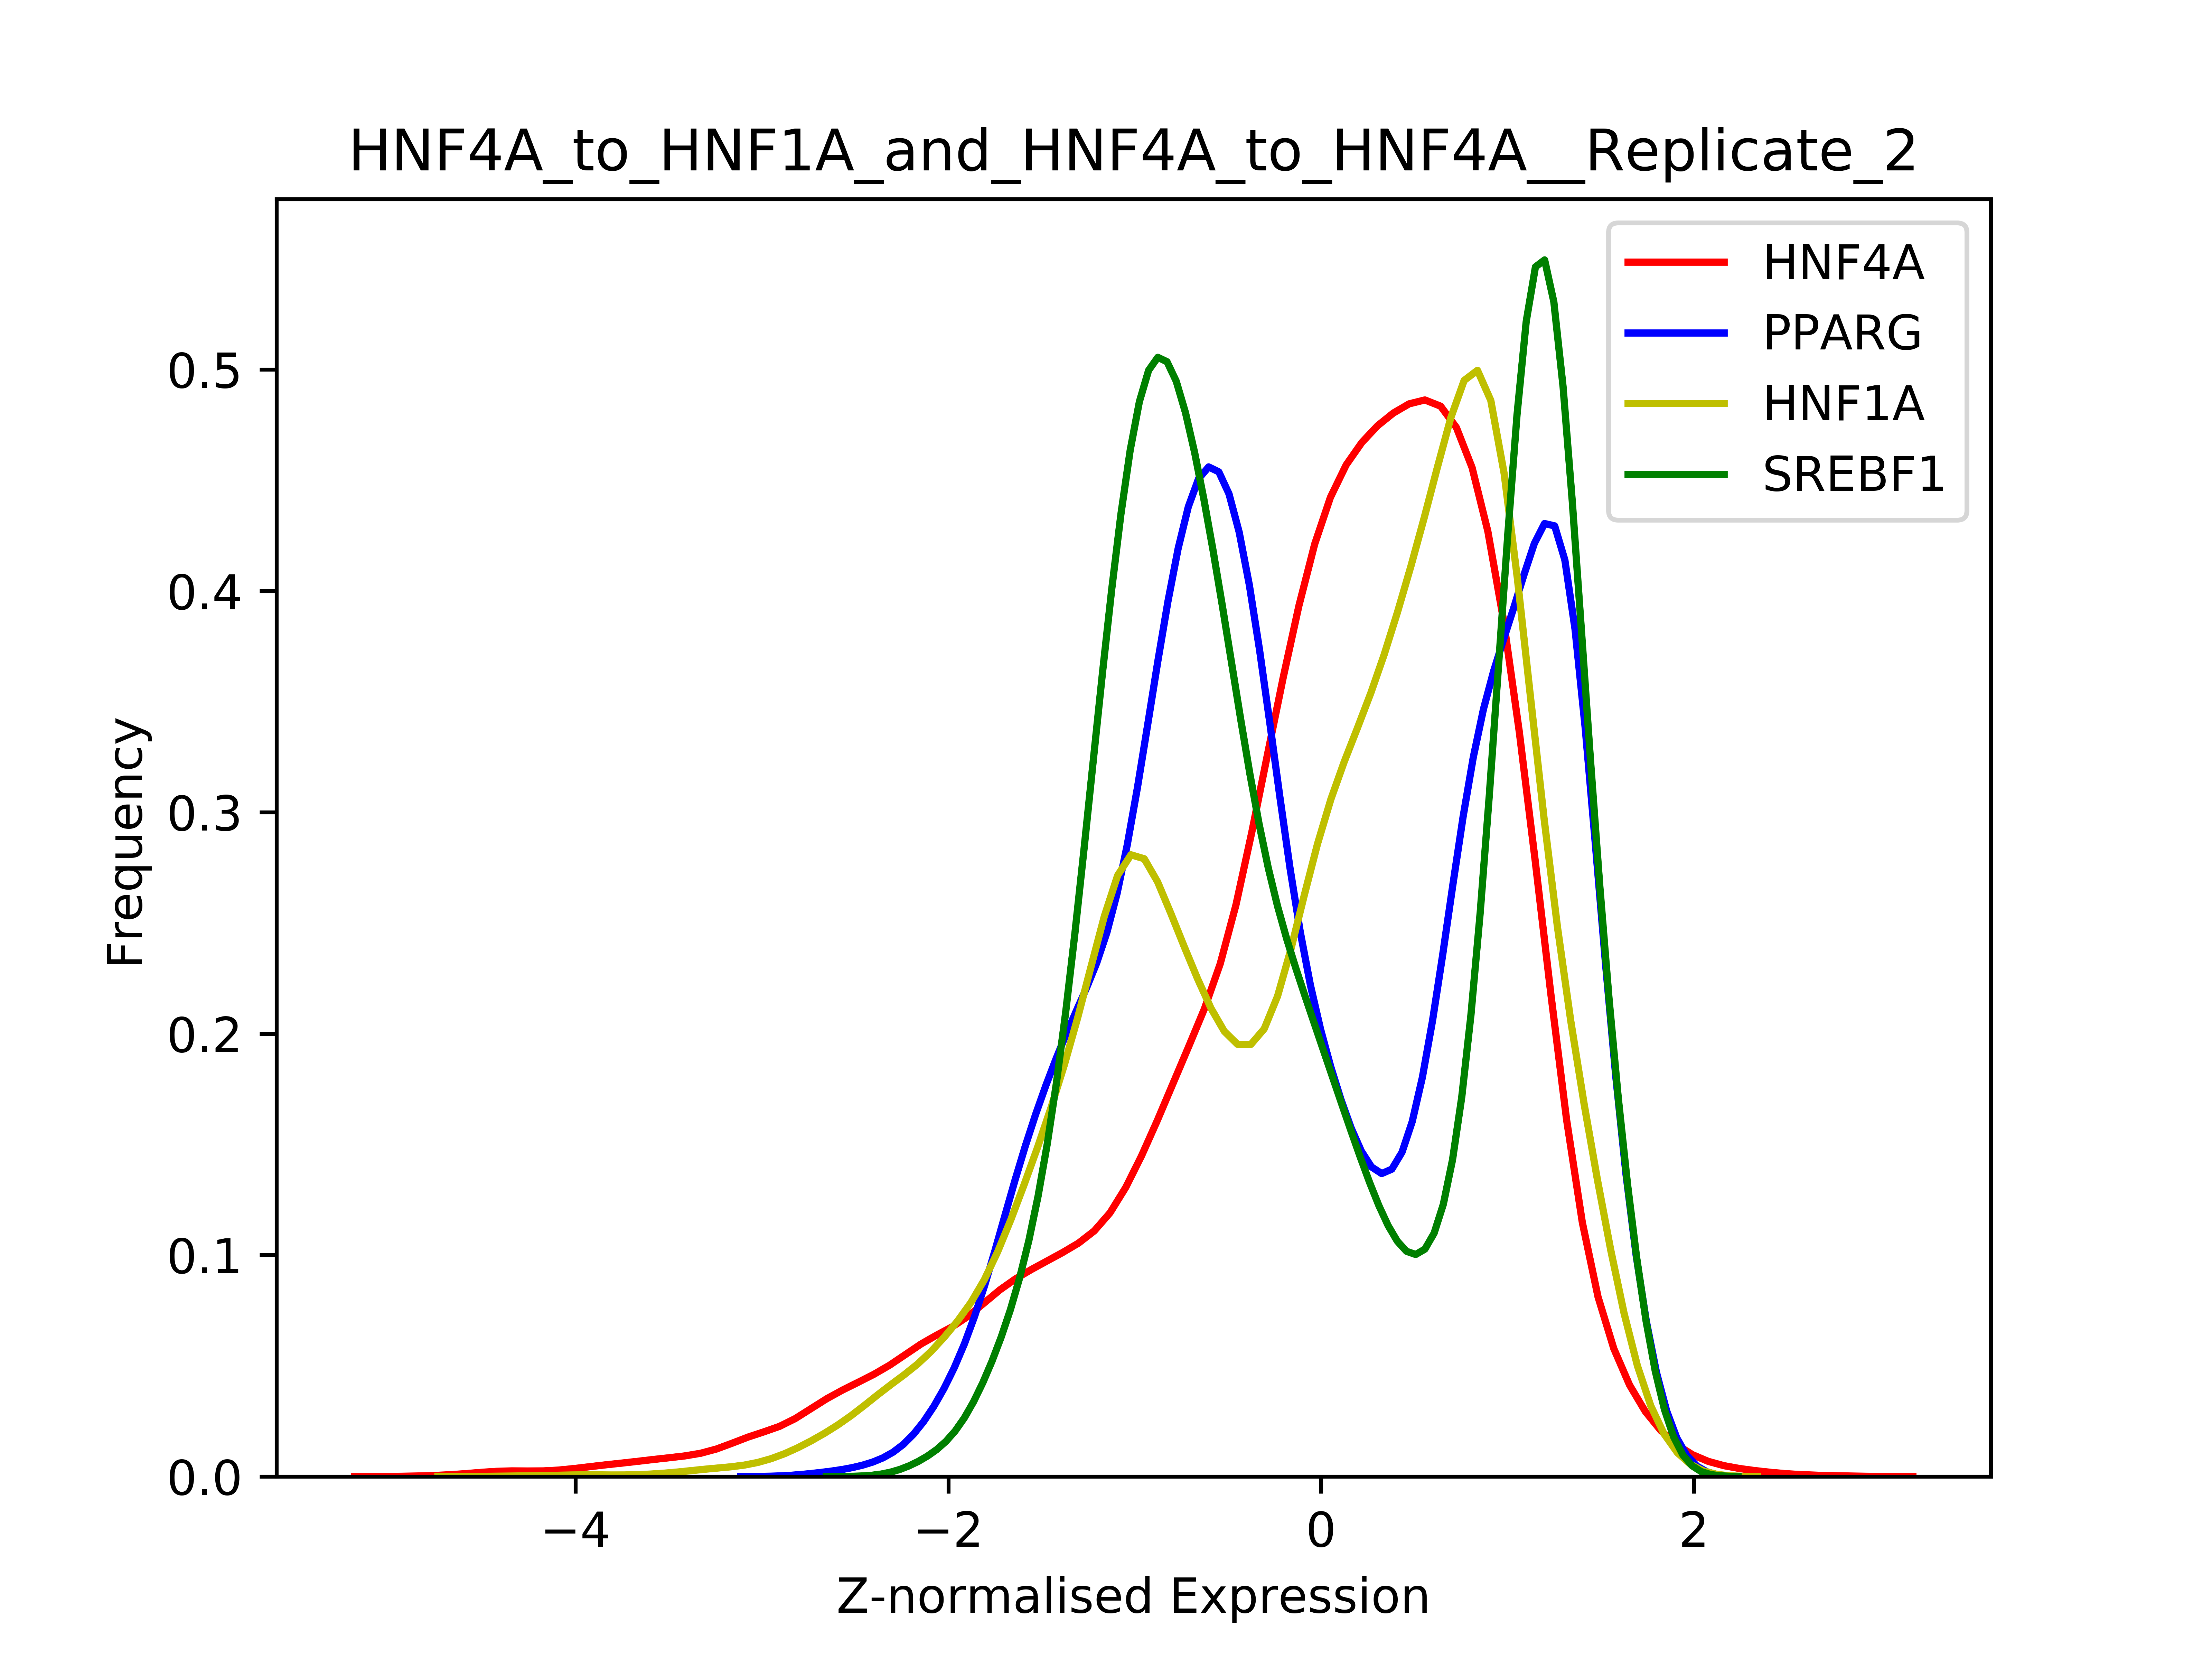 HNF4A_to_HNF1A_and_HNF4A_to_HNF4A__Replicate_2
HNF4A
PPARG
HNF1A
SREBF1
0.5
0.4
0.3
0.2
0.1
0.0
Frequency
−4 −2 0 2
Z-normalised Expression